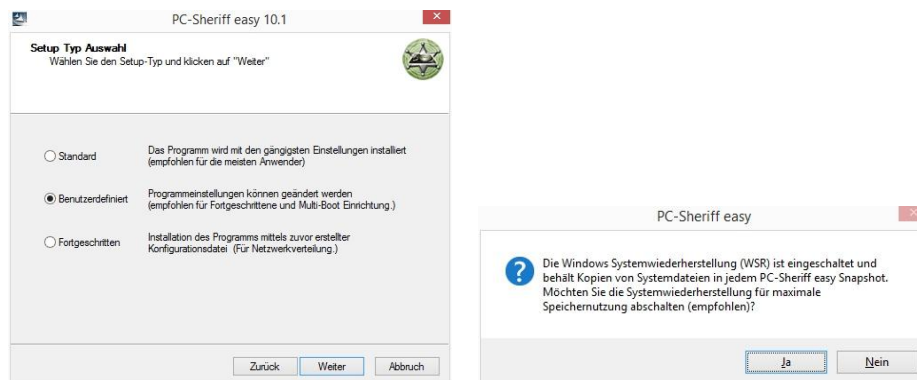 PC-Sheriff easy 10.1
Setup Typ Auswahl
Wählen Sie den Setup-Typ und klicken auf "Weiter"
Standard
Das Programm wird mit den gängigsten Einstellungen installiert
(empfohlen für die meisten Anwender)
Benutzerdefiniert
Programmeinstellungen können geändert werden
(empfohlen für Fortgeschrittene und Multi-Boot Einrichtung.)
Fortgeschritten
Installation des Programms mittels zuvor erstellter
Konfigurationsdatei (Für Netzwerkverteilung.)
Zurück
Weiter
Abbruch
PC-Sheriff easy
Die Windows Systemwiederherstellung (WSR) ist eingeschaltet und
behält Kopien von Systemdateien in jedem PC-Sheriff easy Snapshot.
Möchten Sie die Systemwiederherstellung für maximale
Speichernutzung abschalten (empfohlen)?
Ja
Nein